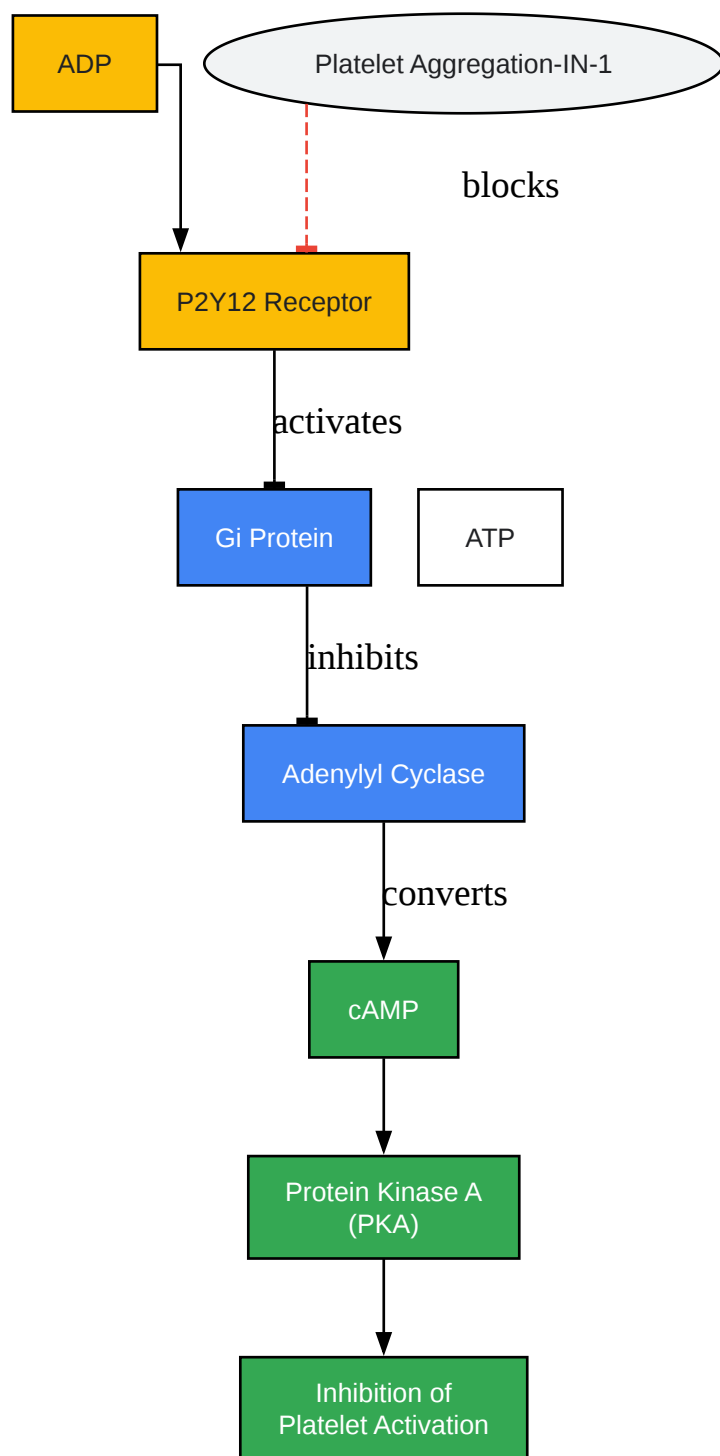 ADP
Platelet Aggregation-IN-1
blocks
P2Y12 Receptor
activates
Gi Protein
ATP
inhibits
Adenylyl Cyclase
converts
cAMP
Protein Kinase A
(PKA)
Inhibition of
Platelet Activation